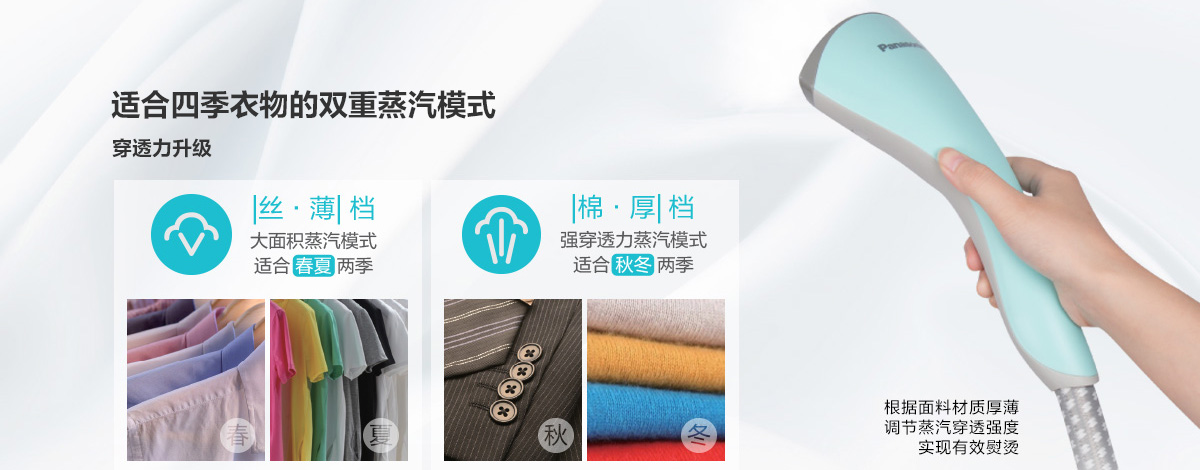 适合四季衣物的双重蒸汽模式
穿透力升级
丝·薄 档
大面积蒸汽模式
适合 春夏 两季
春
夏
棉·厚 档
强穿透力蒸汽模式
适合 秋冬 两季
秋
冬
Panasonic
根据面料材质厚薄
调节蒸汽穿透强度
实现有效熨烫